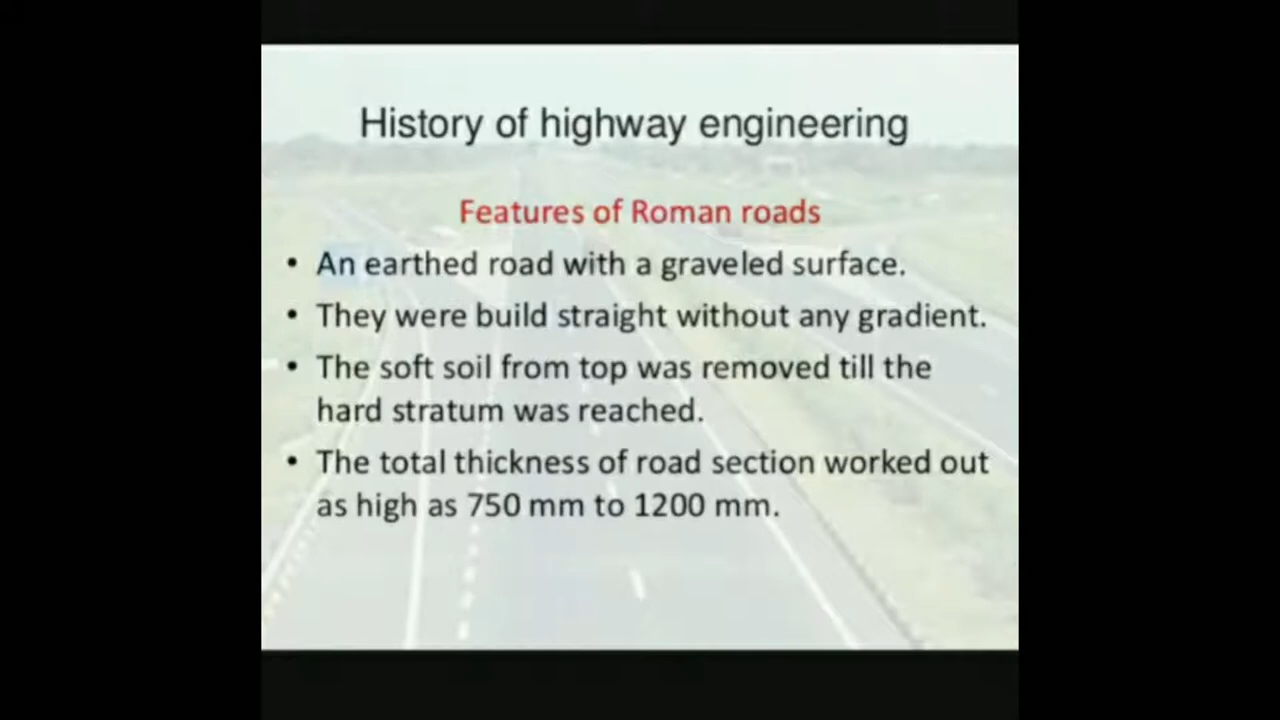 History of highway engineering
Features of Roman roads
• An earthed road with a graveled surface.
• They were build straight without any gradient.
• The soft soil from top was removed till the
hard stratum was reached.
• The total thickness of road section worked out
as high as 750 mm to 1200 mm.